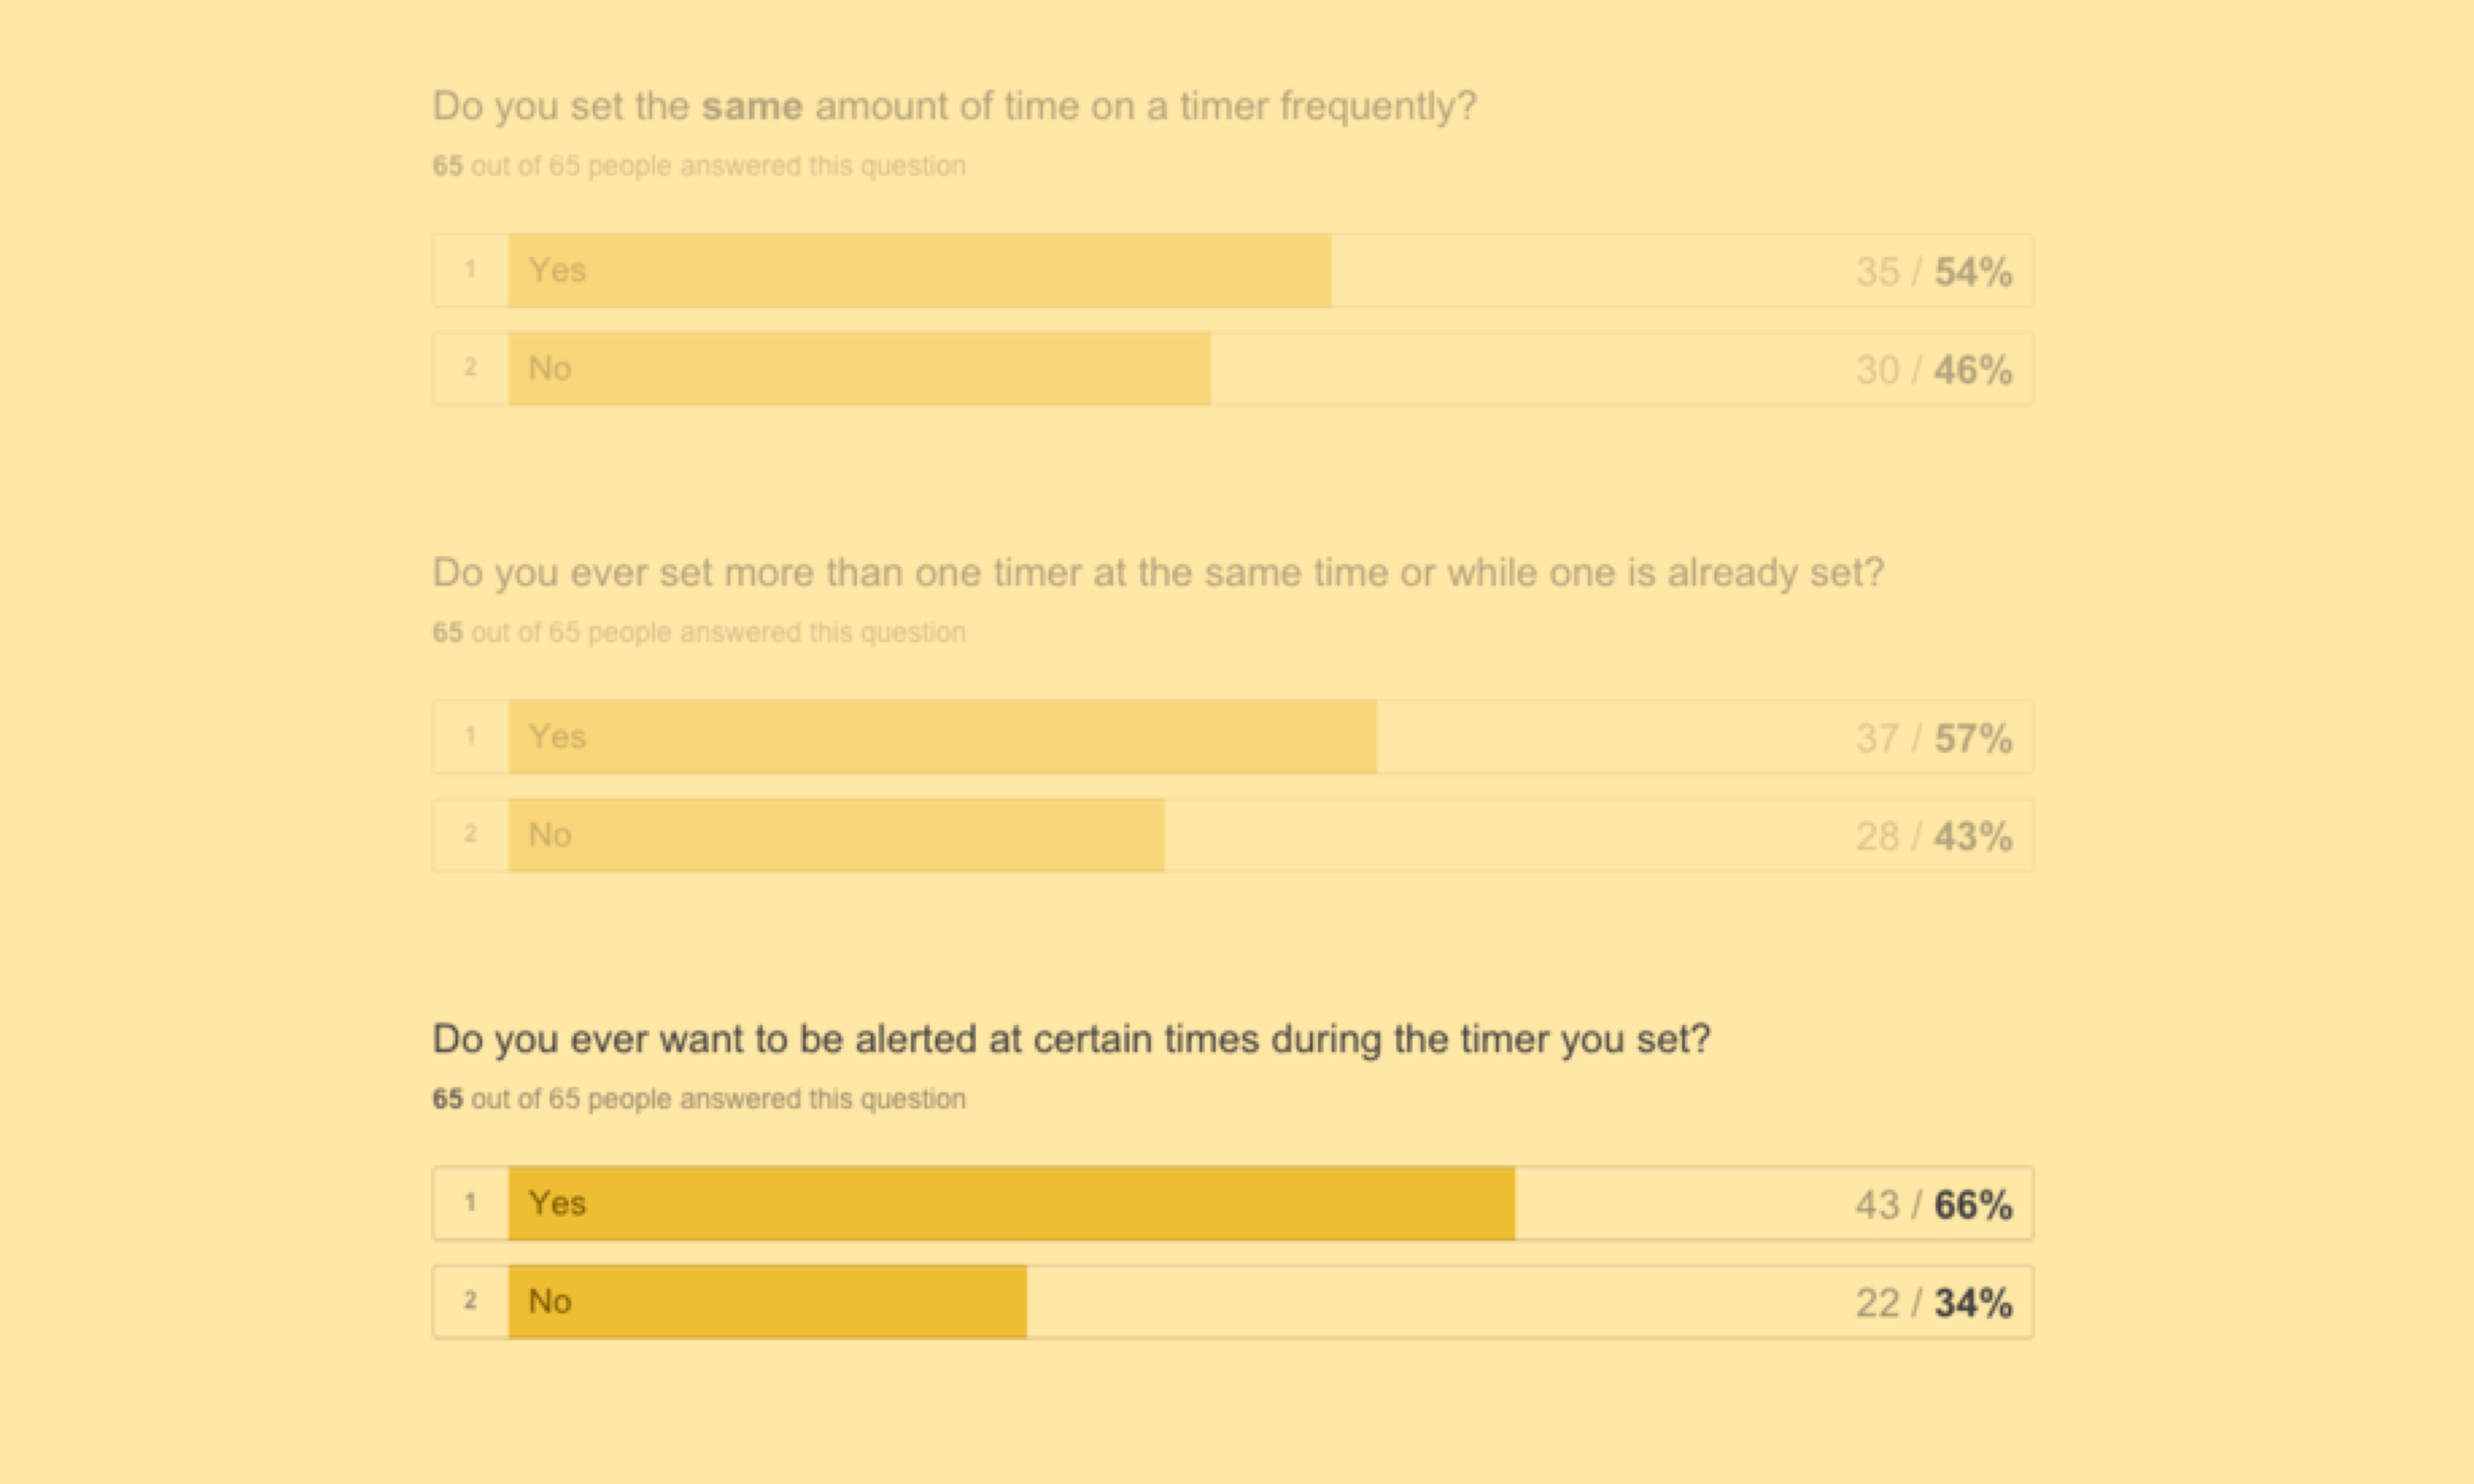 Do you set the same amount of time on a timer frequently?
65 out of 65 people answered this question
1 Yes 35 / 54%
2 No 30 / 46%
Do you ever set more than one timer at the same time or while one is already set?
65 out of 65 people answered this question
1 Yes 37 / 57%
2 No 28 / 43%
Do you ever want to be alerted at certain times during the timer you set?
65 out of 65 people answered this question
1 Yes 43 / 66%
2 No 22 / 34%